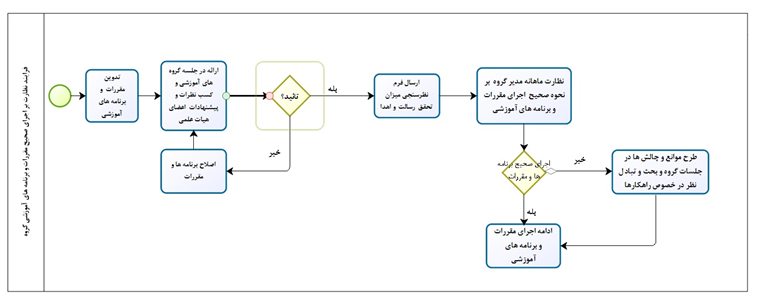 فرایند نظارت بر اجرای صحیح مقررات و برنامه های آموزشی گروه
تدوین
مقررات و
برنامه های
آموزشی
ارائه در جلسه گروه
های آموزشی و
کسب نظرات و
پیشنهادات اعضای
هیات علمی
تائید؟
بله
خیر
اصلاح برنامه ها و
مقررات
ارسال فرم
نظرسنجی میزان
تحقق رسالت و اهدا
نظارت ماهانه مدیر گروه بر
نحوه صحیح اجرای مقررات
و برنامه های آموزشی
اجرای صحیح برنامه
ها و مقررات
خیر
طرح موانع و چالش ها در
جلسات گروه و بحث و تبادل
نظر در خصوص راهکارها
بله
ادامه اجرای مقررات
و برنامه های
آموزشی